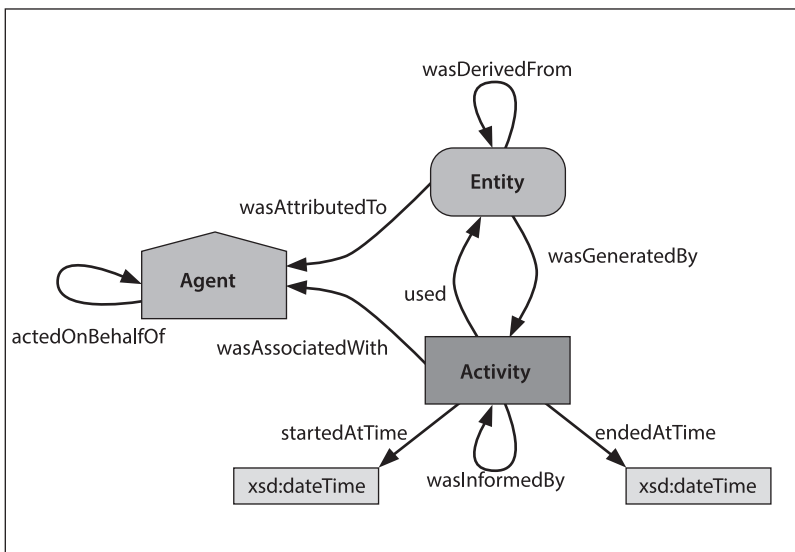 wasDerivedFrom
Entity
wasAttributedTo
wasGeneratedBy
Agent
used
actedOnBehalfOf
wasAssociatedWith
Activity
startedAtTime
endedAtTime
wasInformedBy
xsd:dateTime
xsd:dateTime